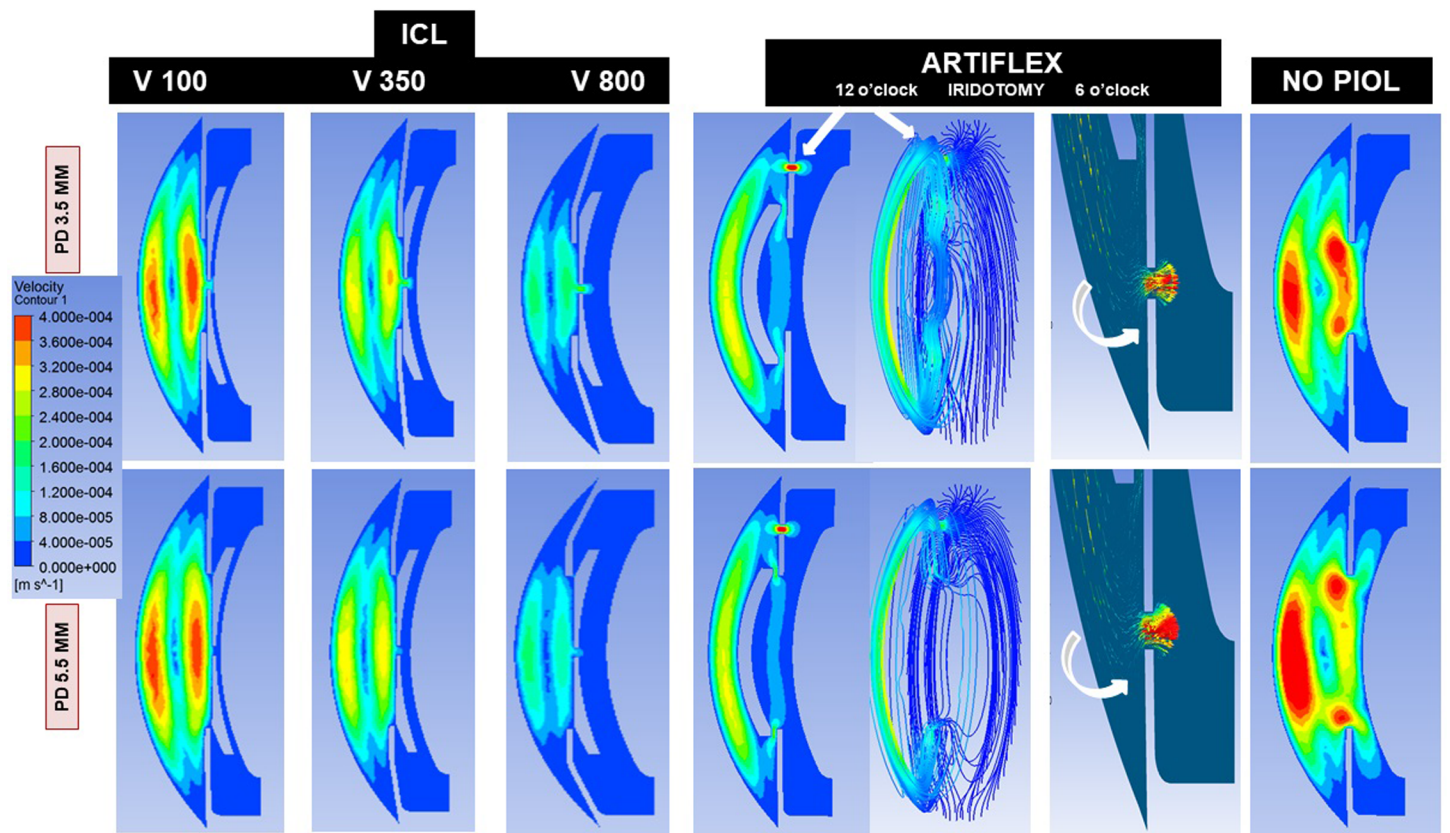 ICL
V 100
V 350
V 800
ARTIFLEX
12 o'clock
IRIDOTOMY
6 o'clock
NO PIOL
PD 3.5 MM
Velocity
Contour 1
4.000e-004
3.600e-004
3.200e-004
2.800e-004
2.400e-004
2.000e-004
1.600e-004
1.200e-004
8.000e-005
4.000e-005
0.000e+000
[m s^-1]
PD 5.5 MM